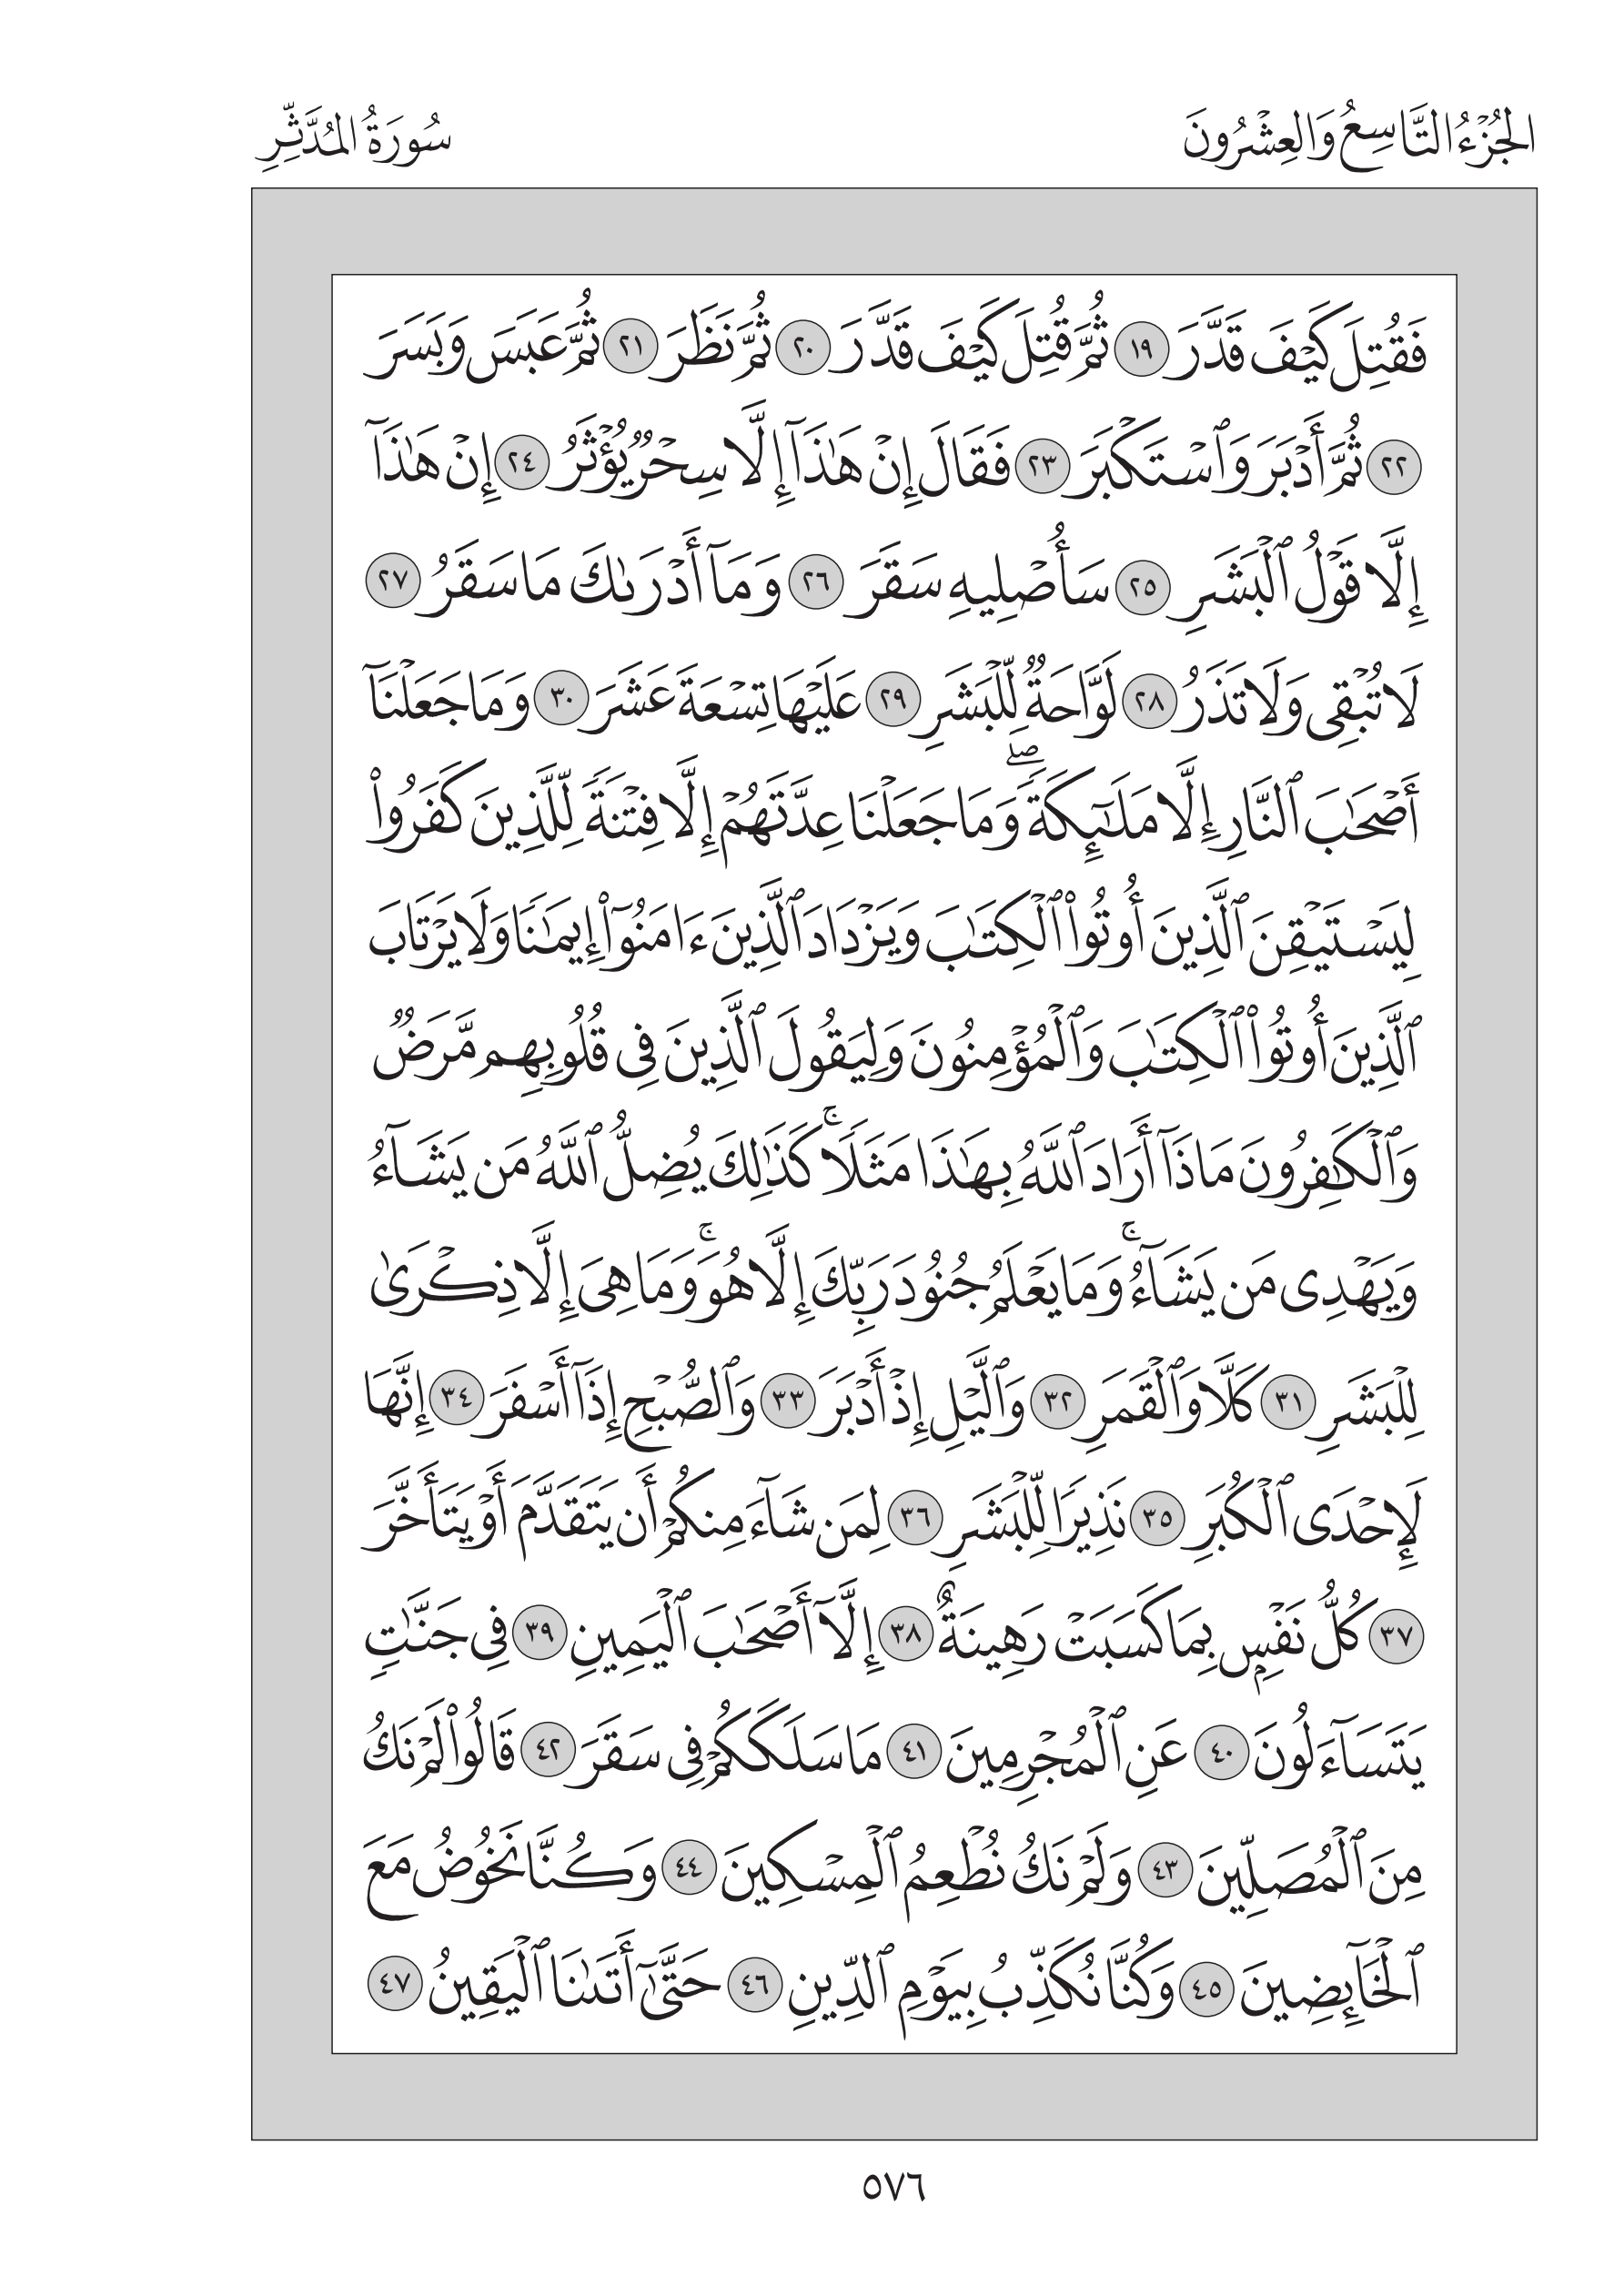 الجُزْءُ التَّاسِعُ وَالعِشْرُونَ
سُورَةُ المُدَّثِّرِ
فَقُتِلَ كَيْفَ قَدَّرَ ١٩ ثُمَّ قُتِلَ كَيْفَ قَدَّرَ ٢٠ ثُمَّ نَظَرَ ٢١ ثُمَّ عَبَسَ وَبَسَرَ
٢٢ ثُمَّ أَدْبَرَ وَٱسْتَكْبَرَ ٢٣ فَقَالَ إِنْ هَـٰذَآ إِلَّا سِحْرٌ يُؤْثَرُ ٢٤ إِنْ هَـٰذَآ
إِلَّا قَوْلُ ٱلْبَشَرِ ٢٥ سَأُصْلِيهِ سَقَرَ ٢٦ وَمَآ أَدْرَىٰكَ مَا سَقَرُ ٢٧
لَا تُبْقِى وَلَا تَذَرُ ٢٨ لَوَّاحَةٌ لِّلْبَشَرِ ٢٩ عَلَيْهَا تِسْعَةَ عَشَرَ ٣٠ وَمَا جَعَلْنَآ
أَصْحَـٰبَ ٱلنَّارِ إِلَّا مَلَـٰٓئِكَةً ۖ وَمَا جَعَلْنَا عِدَّتَهُمْ إِلَّا فِتْنَةً لِّلَّذِينَ كَفَرُوا۟
لِيَسْتَيْقِنَ ٱلَّذِينَ أُوتُوا۟ ٱلْكِتَـٰبَ وَيَزْدَادَ ٱلَّذِينَ ءَامَنُوٓا۟ إِيمَـٰنًا وَلَا يَرْتَابَ
ٱلَّذِينَ أُوتُوا۟ ٱلْكِتَـٰبَ وَٱلْمُؤْمِنُونَ وَلِيَقُولَ ٱلَّذِينَ فِى قُلُوبِهِم مَّرَضٌ
وَٱلْكَـٰفِرُونَ مَاذَآ أَرَادَ ٱللَّهُ بِهَـٰذَا مَثَلًا ۚ كَذَٰلِكَ يُضِلُّ ٱللَّهُ مَن يَشَآءُ
وَيَهْدِى مَن يَشَآءُ ۚ وَمَا يَعْلَمُ جُنُودَ رَبِّكَ إِلَّا هُوَ ۚ وَمَا هِىَ إِلَّا ذِكْرَىٰ
لِلْبَشَرِ ٣١ كَلَّا وَٱلْقَمَرِ ٣٢ وَٱلَّيْلِ إِذْ أَدْبَرَ ٣٣ وَٱلصُّبْحِ إِذَآ أَسْفَرَ ٣٤ إِنَّهَا
لَإِحْدَى ٱلْكُبَرِ ٣٥ نَذِيرًا لِّلْبَشَرِ ٣٦ لِمَن شَآءَ مِنكُمْ أَن يَتَقَدَّمَ أَوْ يَتَأَخَّرَ
٣٧ كُلُّ نَفْسٍۭ بِمَا كَسَبَتْ رَهِينَةٌ ٣٨ إِلَّآ أَصْحَـٰبَ ٱلْيَمِينِ ٣٩ فِى جَنَّـٰتٍ
يَتَسَآءَلُونَ ٤٠ عَنِ ٱلْمُجْرِمِينَ ٤١ مَا سَلَكَكُمْ فِى سَقَرَ ٤٢ قَالُوا۟ لَمْ نَكُ
مِنَ ٱلْمُصَلِّينَ ٤٣ وَلَمْ نَكُ نُطْعِمُ ٱلْمِسْكِينَ ٤٤ وَكُنَّا نَخُوضُ مَعَ
ٱلْخَآئِضِينَ ٤٥ وَكُنَّا نُكَذِّبُ بِيَوْمِ ٱلدِّينِ ٤٦ حَتَّىٰٓ أَتَىٰنَا ٱلْيَقِينُ ٤٧
٥٧٦